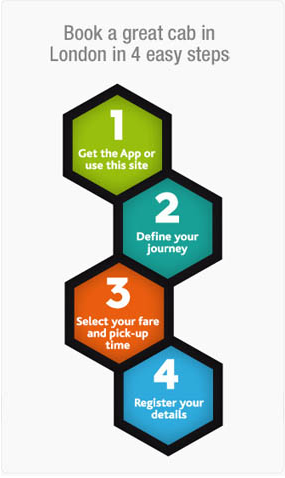 Book a great cab in
London in 4 easy steps
1
Get the App or
use this site
2
Define your
journey
3
Select your fare
and pick-up
time
4
Register your
details